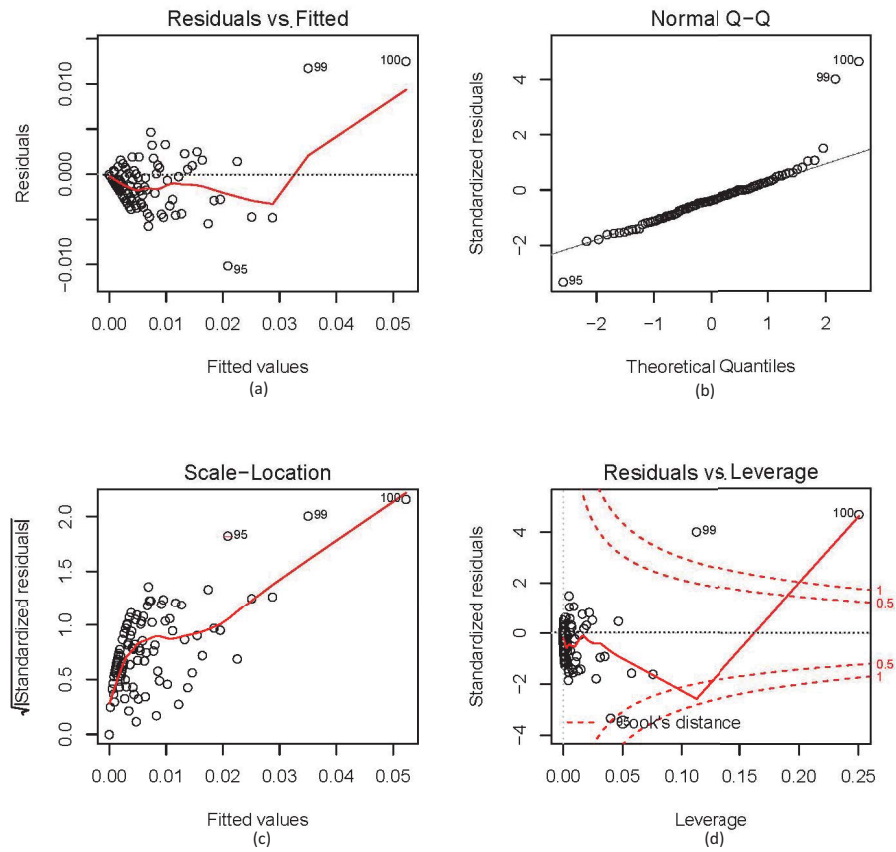 Residuals vs. Fitted
Residuals
0.010
0.000
−0.010
99
100
95
0.00 0.01 0.02 0.03 0.04 0.05
Fitted values
(a)
Normal Q−Q
Standardized residuals
4
2
0
−2
100
99
95
−2 −1 0 1 2
Theoretical Quantiles
(b)
Scale−Location
√|Standardized residuals|
2.0
1.5
1.0
0.5
0.0
100
99
95
0.00 0.01 0.02 0.03 0.04 0.05
Fitted values
(c)
Residuals vs. Leverage
Standardized residuals
4
2
0
−2
−4
100
99
1
0.5
0.5
1
95
Cook's distance
0.00 0.05 0.10 0.15 0.20 0.25
Leverage
(d)